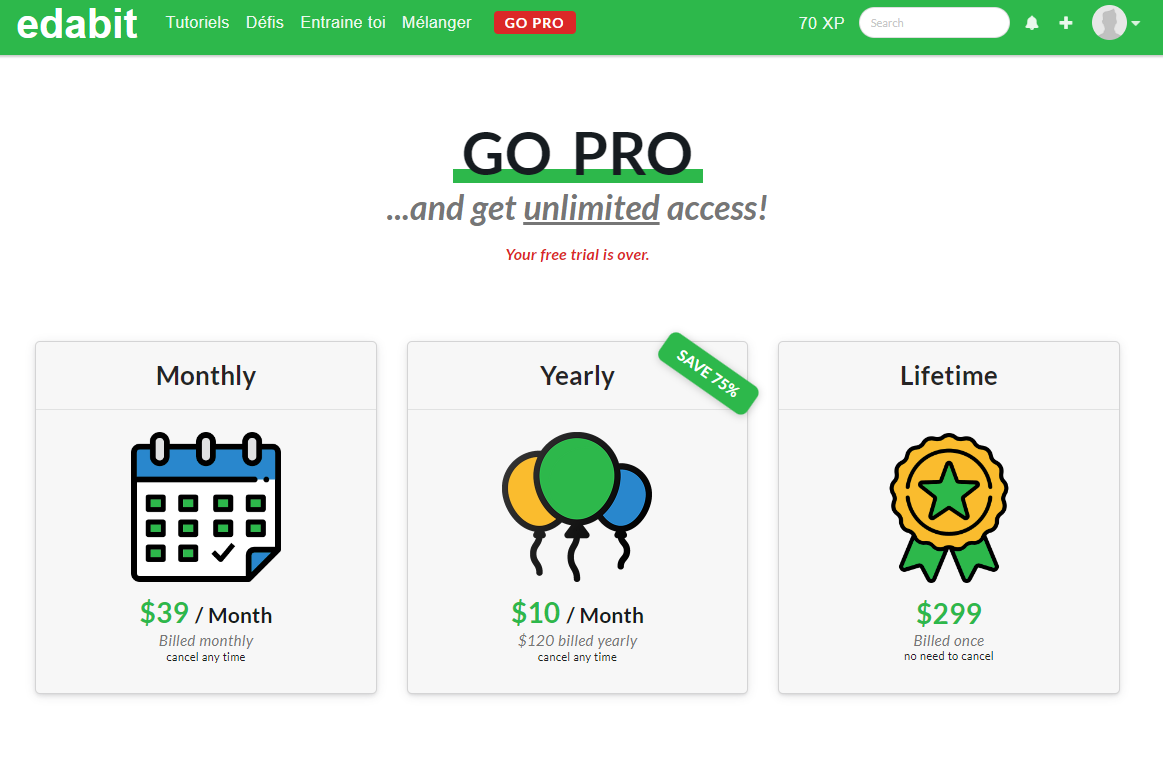 edabit Tutoriels Défis Entraine toi Mélanger GO PRO 70 XP Search
GO PRO
...and get unlimited access!
Your free trial is over.
Monthly
$39 / Month
Billed monthly
cancel any time
Yearly
SAVE 75%
$10 / Month
$120 billed yearly
cancel any time
Lifetime
$299
Billed once
no need to cancel